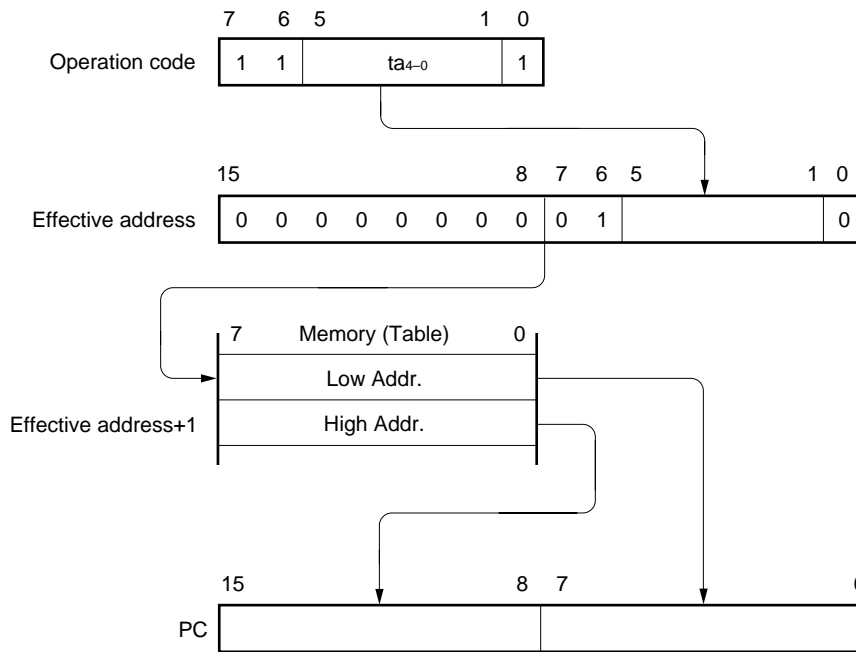 7 6 5 1 0
Operation code 1 1 ta4–0 1
15 8 7 6 5 1 0
Effective address 0 0 0 0 0 0 0 0 0 1 0
7 Memory (Table) 0
Low Addr.
Effective address+1 High Addr.
15 8 7
PC